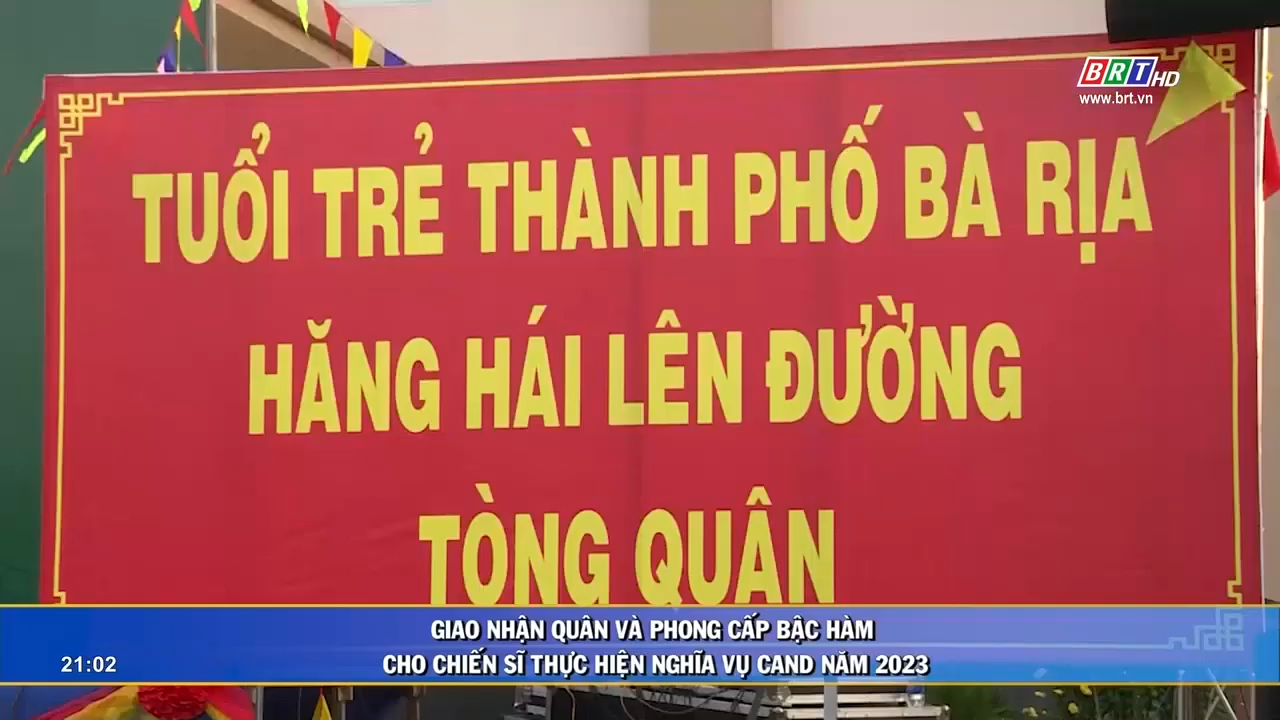 BRT HD
www.brt.vn
TUỔI TRẺ THÀNH PHỐ BÀ RỊA
HĂNG HÁI LÊN ĐƯỜNG
TÒNG QUÂN
GIAO NHẬN QUÂN VÀ PHONG CẤP BẬC HÀM
21:02
CHO CHIẾN SĨ THỰC HIỆN NGHĨA VỤ CAND NĂM 2023